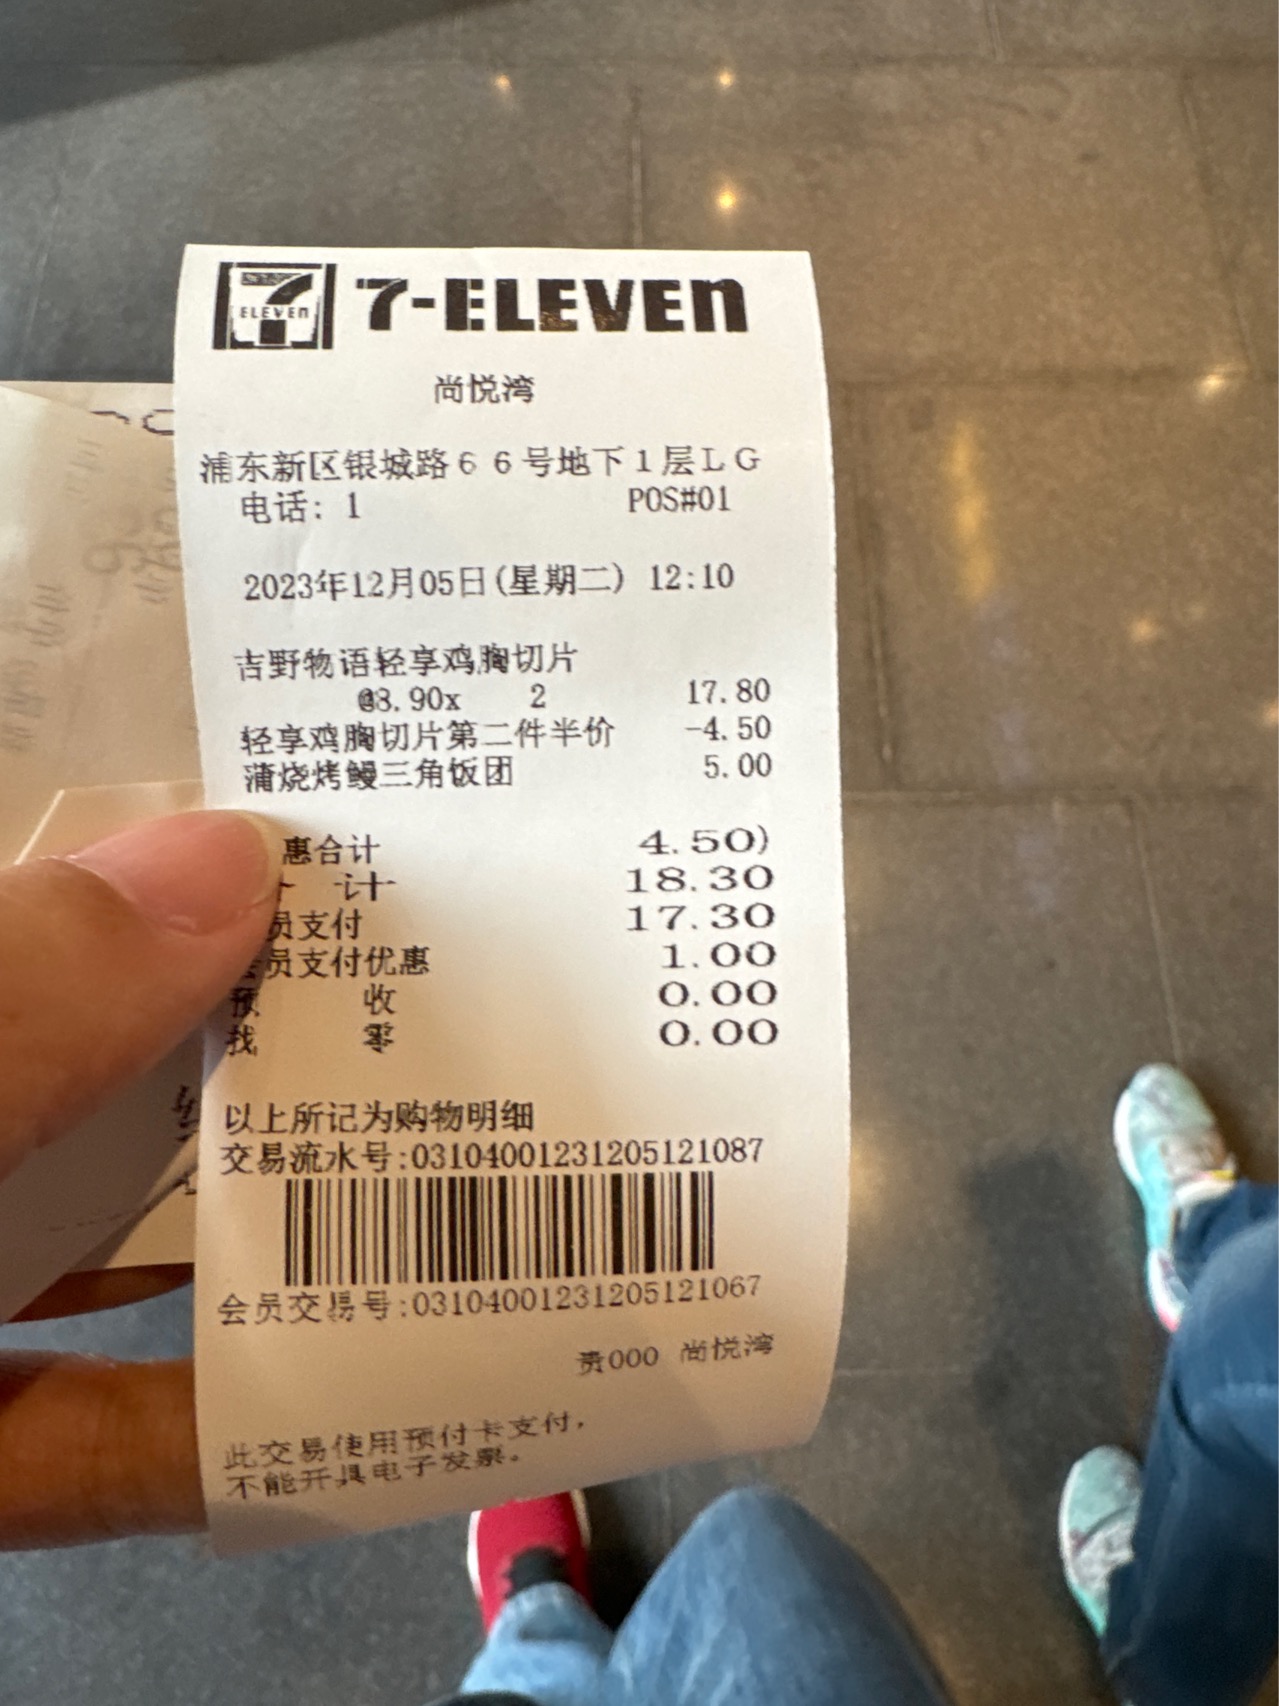 7-ELEVEN
ELEVEN
尚悦湾
浦东新区银城路66号地下1层LG
电话: 1 POS#01
2023年12月05日(星期二) 12:10
吉野物语轻享鸡胸切片
@8.90x 2 17.80
轻享鸡胸切片第二件半价 -4.50
蒲烧烤鳗三角饭团 5.00
惠合计 4.50)
计 18.30
员支付 17.30
会员支付优惠 1.00
预 收 0.00
找 零 0.00
以上所记为购物明细
交易流水号:03104001231205121087
会员交易号:03104001231205121067
责000 尚悦湾
此交易使用预付卡支付,
不能开具电子发票。